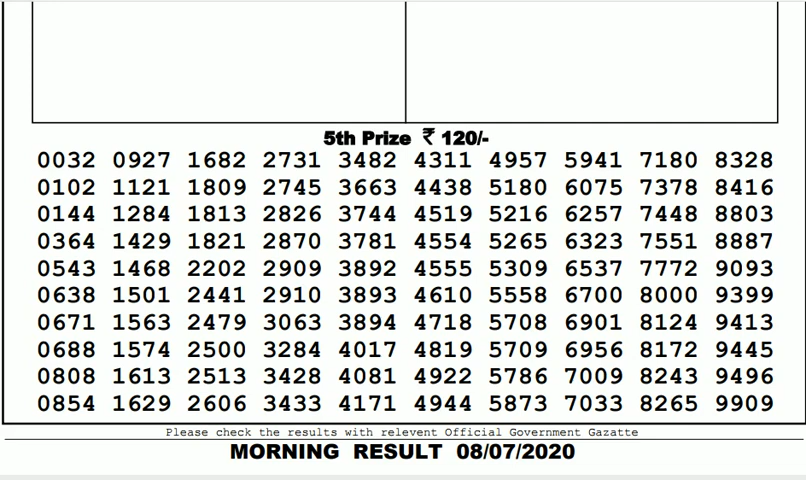 5th Prize ₹ 120/-
0032 0927 1682 2731 3482 4311 4957 5941 7180 8328
0102 1121 1809 2745 3663 4438 5180 6075 7378 8416
0144 1284 1813 2826 3744 4519 5216 6257 7448 8803
0364 1429 1821 2870 3781 4554 5265 6323 7551 8887
0543 1468 2202 2909 3892 4555 5309 6537 7772 9093
0638 1501 2441 2910 3893 4610 5558 6700 8000 9399
0671 1563 2479 3063 3894 4718 5708 6901 8124 9413
0688 1574 2500 3284 4017 4819 5709 6956 8172 9445
0808 1613 2513 3428 4081 4922 5786 7009 8243 9496
0854 1629 2606 3433 4171 4944 5873 7033 8265 9909
Please check the results with relevent Official Government Gazatte
MORNING RESULT 08/07/2020